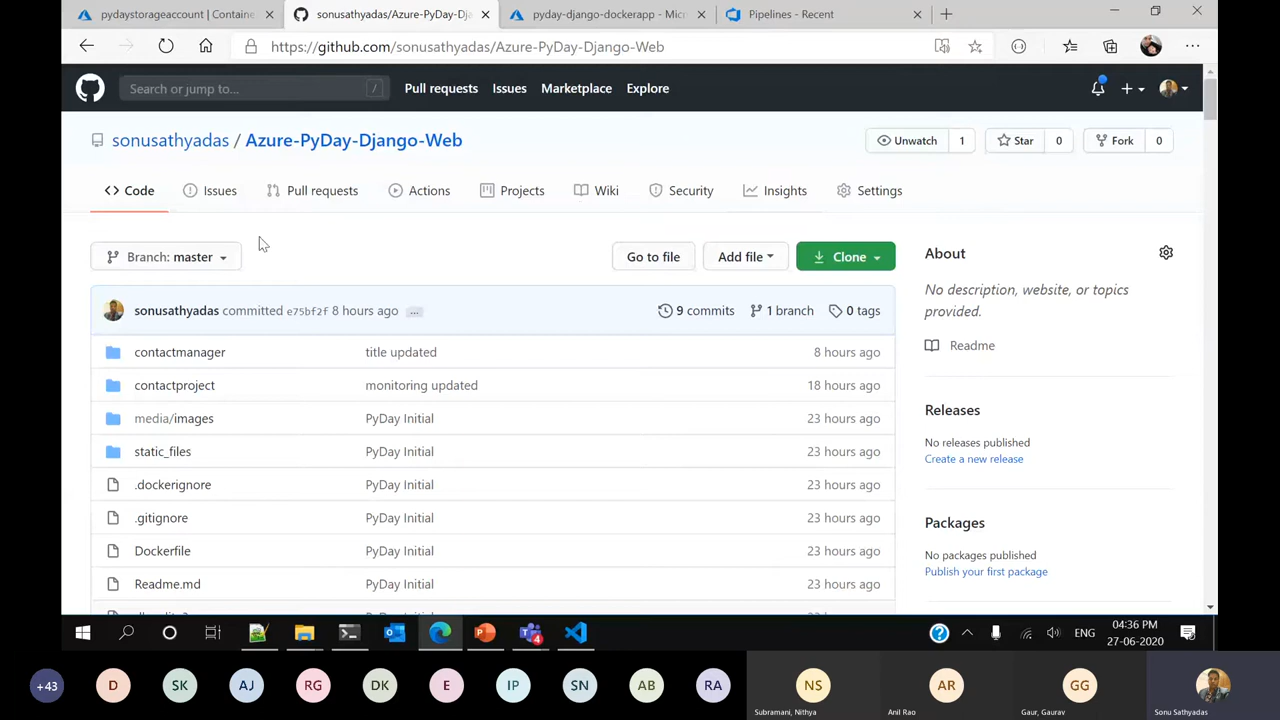 pydaystorageaccount | Containe
sonusathyadas/Azure-PyDay-Dja
pyday-django-dockerapp - Micr
Pipelines - Recent
https://github.com/sonusathyadas/Azure-PyDay-Django-Web
Search or jump to... /
Pull requests Issues Marketplace Explore
sonusathyadas / Azure-PyDay-Django-Web
Unwatch 1 Star 0 Fork 0
Code Issues Pull requests Actions Projects Wiki Security Insights Settings
Branch: master
Go to file Add file Clone
About
No description, website, or topics
provided.
Readme
sonusathyadas committed e75bf2f 8 hours ago ...
9 commits 1 branch 0 tags
contactmanager title updated 8 hours ago
contactproject monitoring updated 18 hours ago
media/images PyDay Initial 23 hours ago
static_files PyDay Initial 23 hours ago
.dockerignore PyDay Initial 23 hours ago
.gitignore PyDay Initial 23 hours ago
Dockerfile PyDay Initial 23 hours ago
Readme.md PyDay Initial 23 hours ago
Releases
No releases published
Create a new release
Packages
No packages published
Publish your first package
4
ENG
04:36 PM
27-06-2020
+43 D SK AJ RG DK E IP SN AB RA NS AR GG
Subramani, Nithya
Anil Rao
Gaur, Gaurav
Sonu Sathyadas